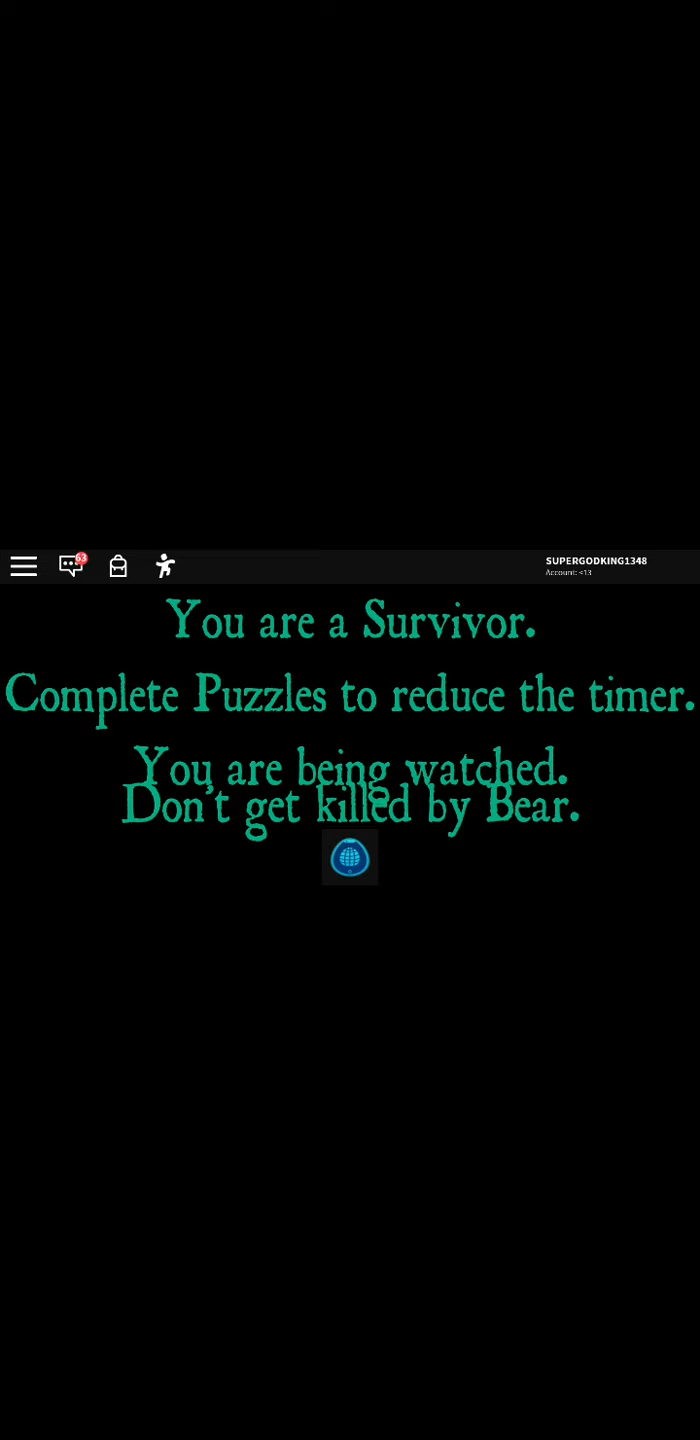 63
SUPERGODKING1348
Account: <13
You are a Survivor.
Complete Puzzles to reduce the timer.
You are being watched.
Don't get killed by Bear.